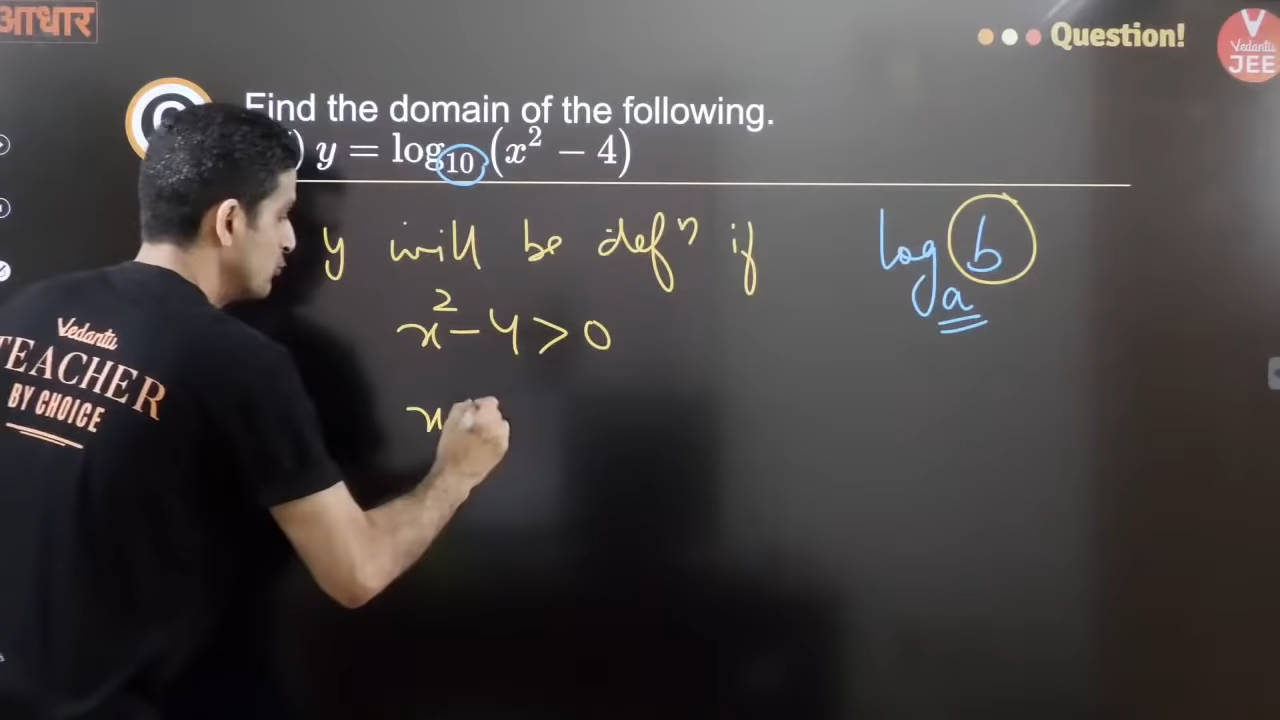 आधार
Question!
Vedantu
JEE
Find the domain of the following.
) y = log₁₀ (x² − 4)
y will be defⁿ if
log_a b
x² − 4 > 0
x
Vedantu
TEACHER
BY CHOICE